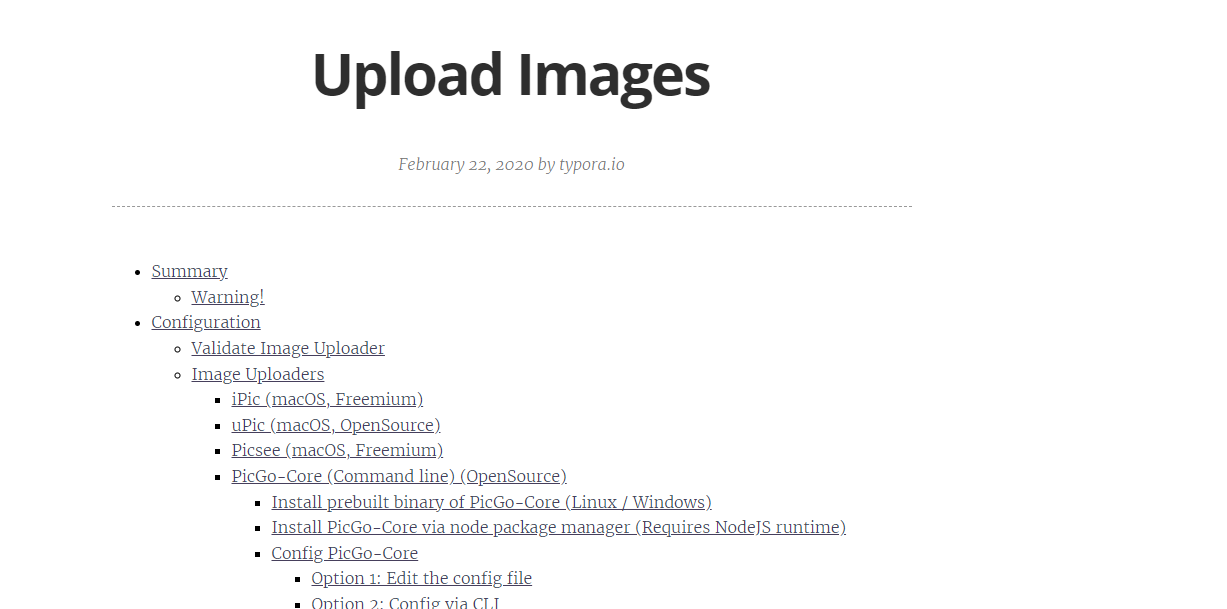 Upload Images
February 22, 2020 by typora.io
Summary
Warning!
Configuration
Validate Image Uploader
Image Uploaders
iPic (macOS, Freemium)
uPic (macOS, OpenSource)
Picsee (macOS, Freemium)
PicGo-Core (Command line) (OpenSource)
Install prebuilt binary of PicGo-Core (Linux / Windows)
Install PicGo-Core via node package manager (Requires NodeJS runtime)
Config PicGo-Core
Option 1: Edit the config file
Option 2: Config via CLI